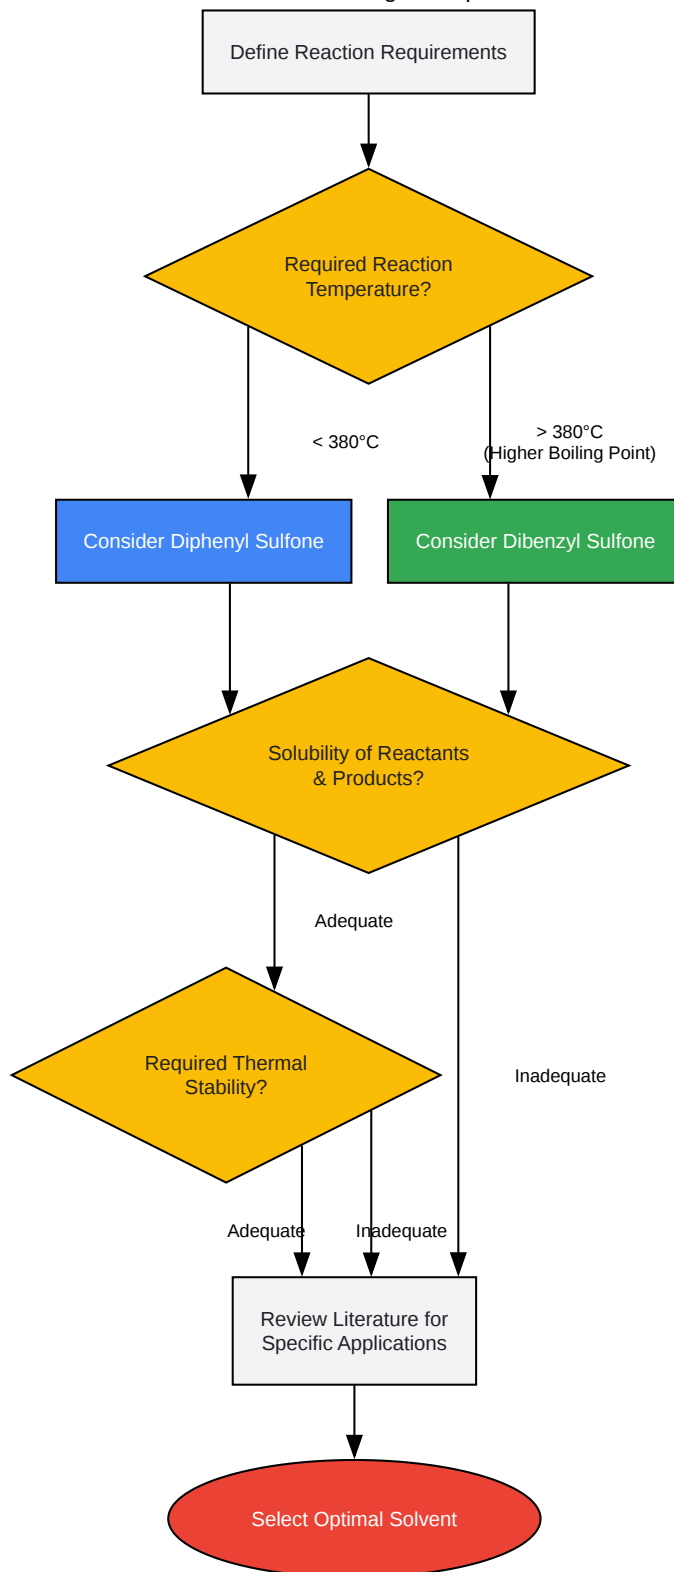 Define Reaction Requirements
Required Reaction
Temperature?
< 380°C
> 380°C
(Higher Boiling Point)
Consider Diphenyl Sulfone
Consider Dibenzyl Sulfone
Solubility of Reactants
& Products?
Adequate
Required Thermal
Stability?
Inadequate
Adequate
Inadequate
Review Literature for
Specific Applications
Select Optimal Solvent